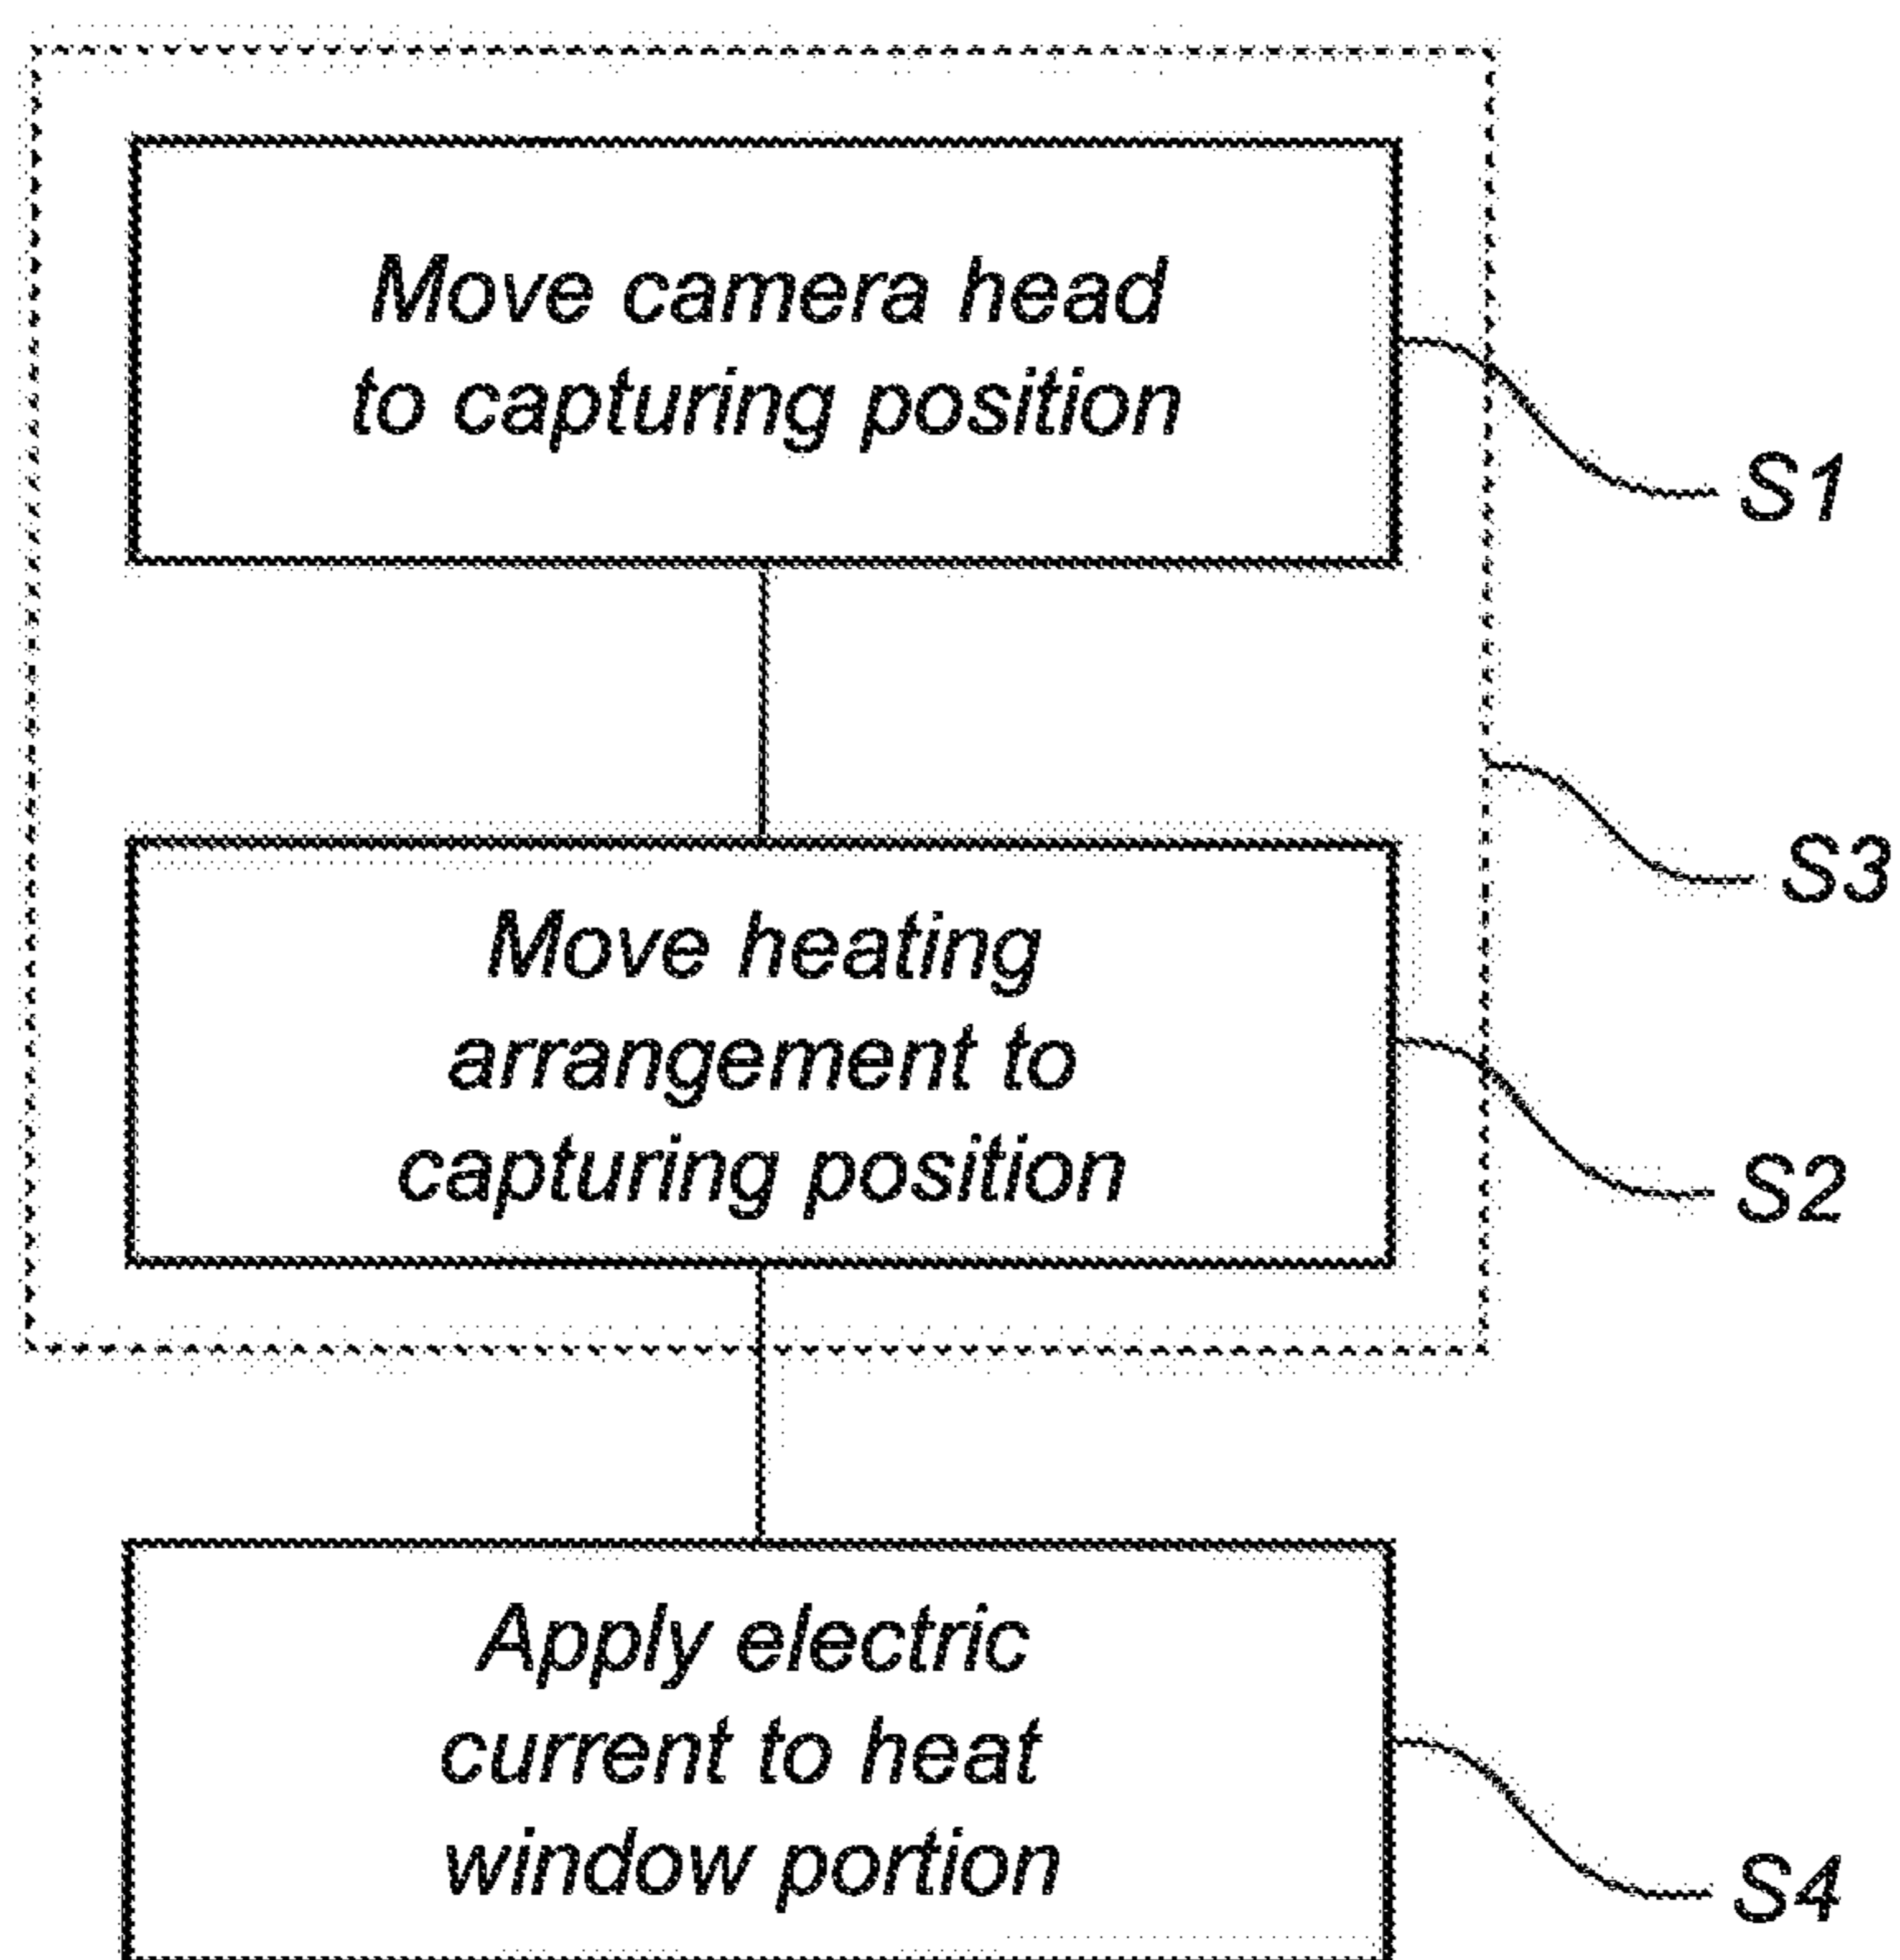 Move camera head
to capturing position
S1
S3
Move heating
arrangement to
capturing position
S2
Apply electric
current to heat
window portion
S4